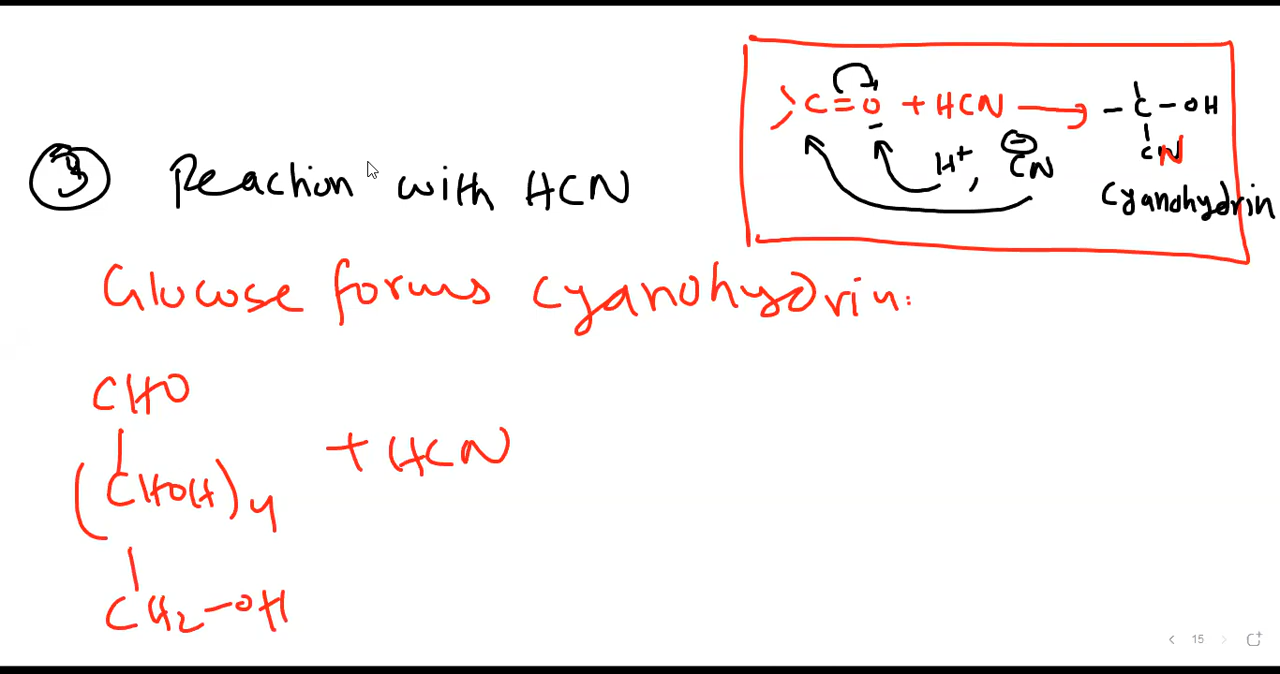 >C=O + HCN → -C-OH
H+, CN
CN
Cyanohydrin
③ Reaction with HCN
Glucose forms cyanohydrin:
CHO
+ HCN
(CHOH)4
CH2-OH
15